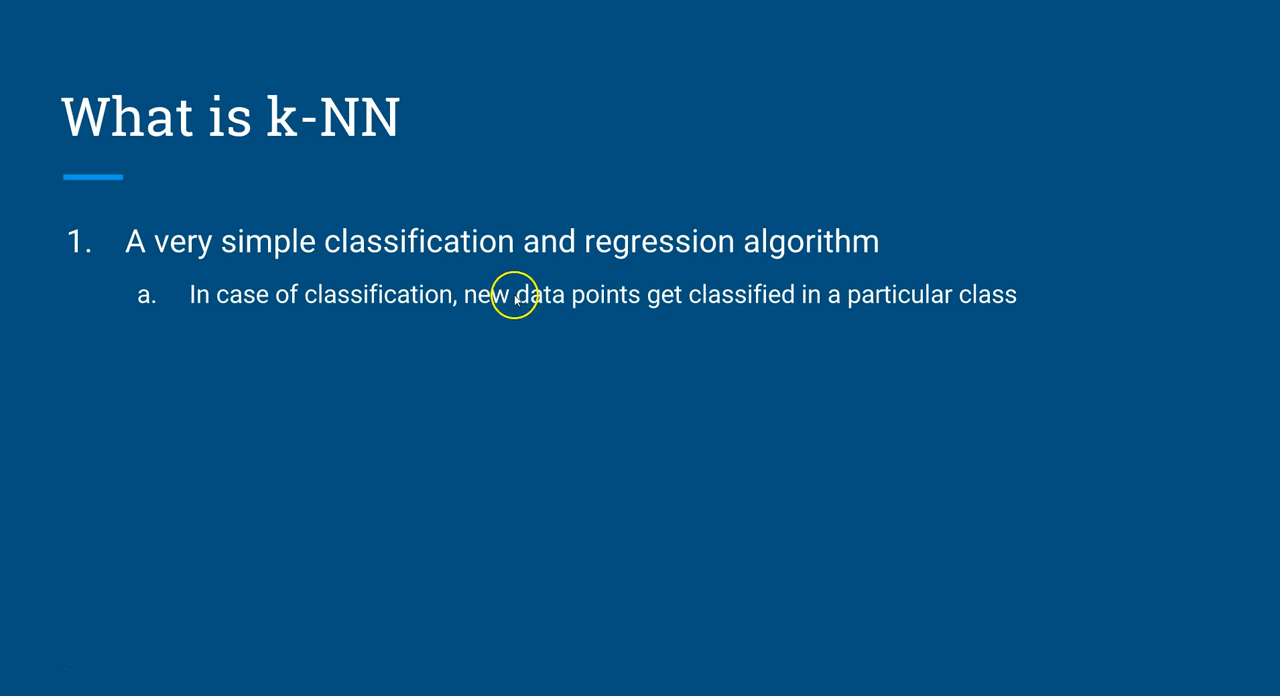 What is k-NN
1. A very simple classification and regression algorithm
a. In case of classification, new data points get classified in a particular class